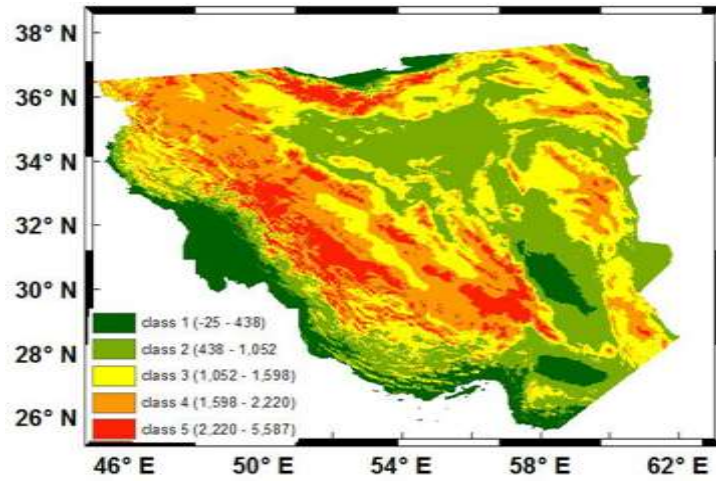 38° N
36° N
34° N
32° N
30° N
28° N
26° N
class 1 (-25 - 438)
class 2 (438 - 1,052
class 3 (1,052 - 1,598)
class 4 (1,598 - 2,220)
class 5 (2,220 - 5,587)
46° E 50° E 54° E 58° E 62° E